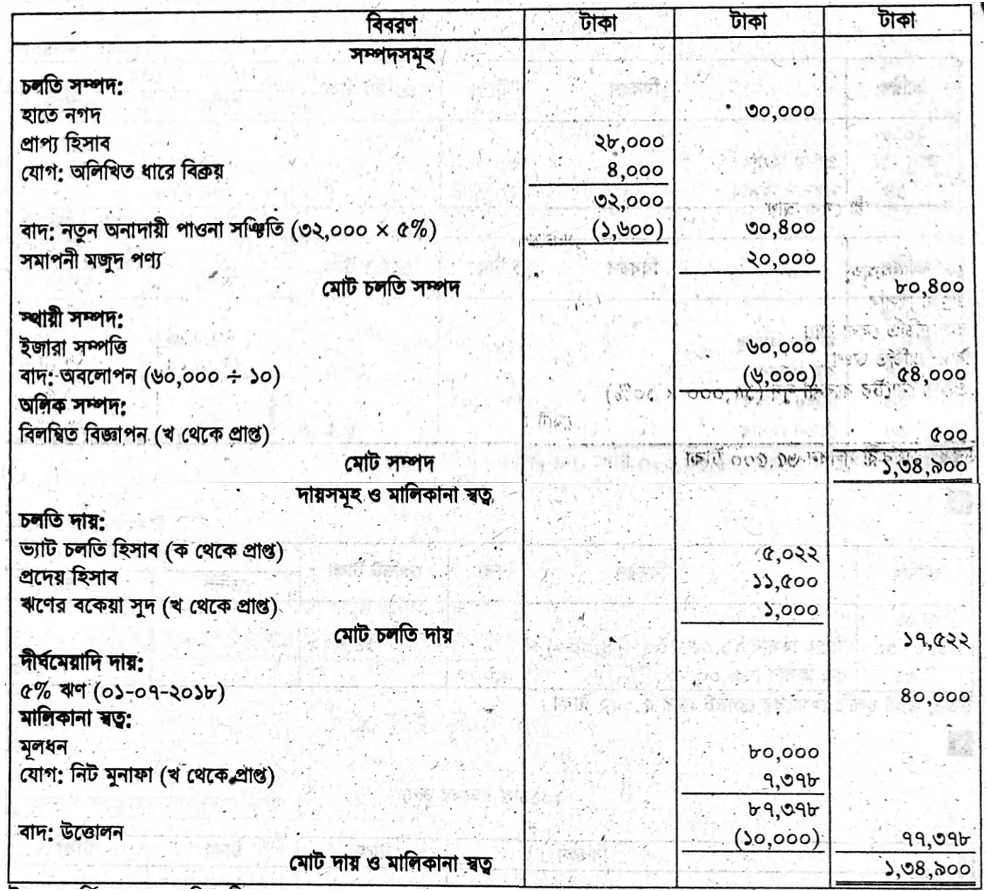 বিবরণ টাকা টাকা টাকা
সম্পদসমূহ
চলতি সম্পদ:
হাতে নগদ ৩০,০০০
প্রাপ্য হিসাব ২৮,০০০
যোগ: অলিখিত ধারে বিক্রয় ৪,০০০
৩২,০০০
বাদ: নতুন অনাদায়ী পাওনা সঞ্চিতি (৩২,০০০ × ৫%) (১,৬০০) ৩০,৪০০
সমাপনী মজুদ পণ্য ২০,০০০
মোট চলতি সম্পদ ৮০,৪০০
স্থায়ী সম্পদ:
ইজারা সম্পত্তি ৬০,০০০
বাদ: অবলোপন (৬০,০০০ ÷ ১০) (৬,০০০) ৫৪,০০০
অলিক সম্পদ:
বিলম্বিত বিজ্ঞাপন (খ থেকে প্রাপ্ত) ৫০০
মোট সম্পদ ১,৩৪,৯০০
দায়সমূহ ও মালিকানা স্বত্ব
চলতি দায়:
ভ্যাট চলতি হিসাব (ক থেকে প্রাপ্ত) ৫,০২২
প্রদেয় হিসাব ১১,৫০০
ঋণের বকেয়া সুদ (খ থেকে প্রাপ্ত) ১,০০০
মোট চলতি দায় ১৭,৫২২
দীর্ঘমেয়াদি দায়:
৫% ঋণ (০১-০৭-২০১৮) ৪০,০০০
মালিকানা স্বত্ব:
মূলধন ৮০,০০০
যোগ: নিট মুনাফা (খ থেকে প্রাপ্ত) ৭,৩৭৮
৮৭,৩৭৮
বাদ: উত্তোলন (১০,০০০) ৭৭,৩৭৮
মোট দায় ও মালিকানা স্বত্ব ১,৩৪,৯০০